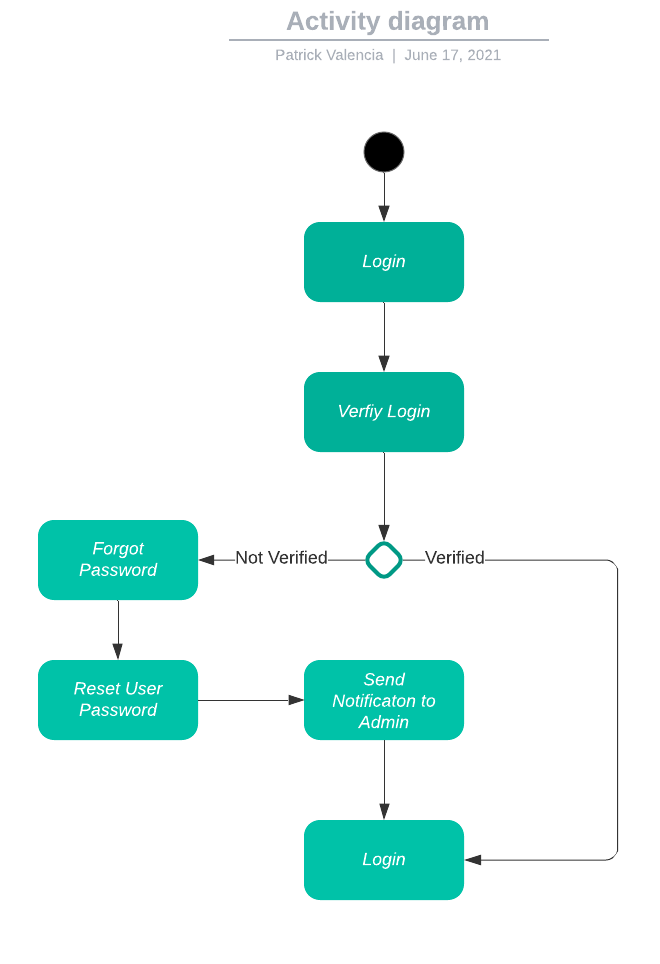 Activity diagram
Patrick Valencia | June 17, 2021
Login
Verfiy Login
Not Verified
Verified
Forgot
Password
Reset User
Password
Send
Notificaton to
Admin
Login